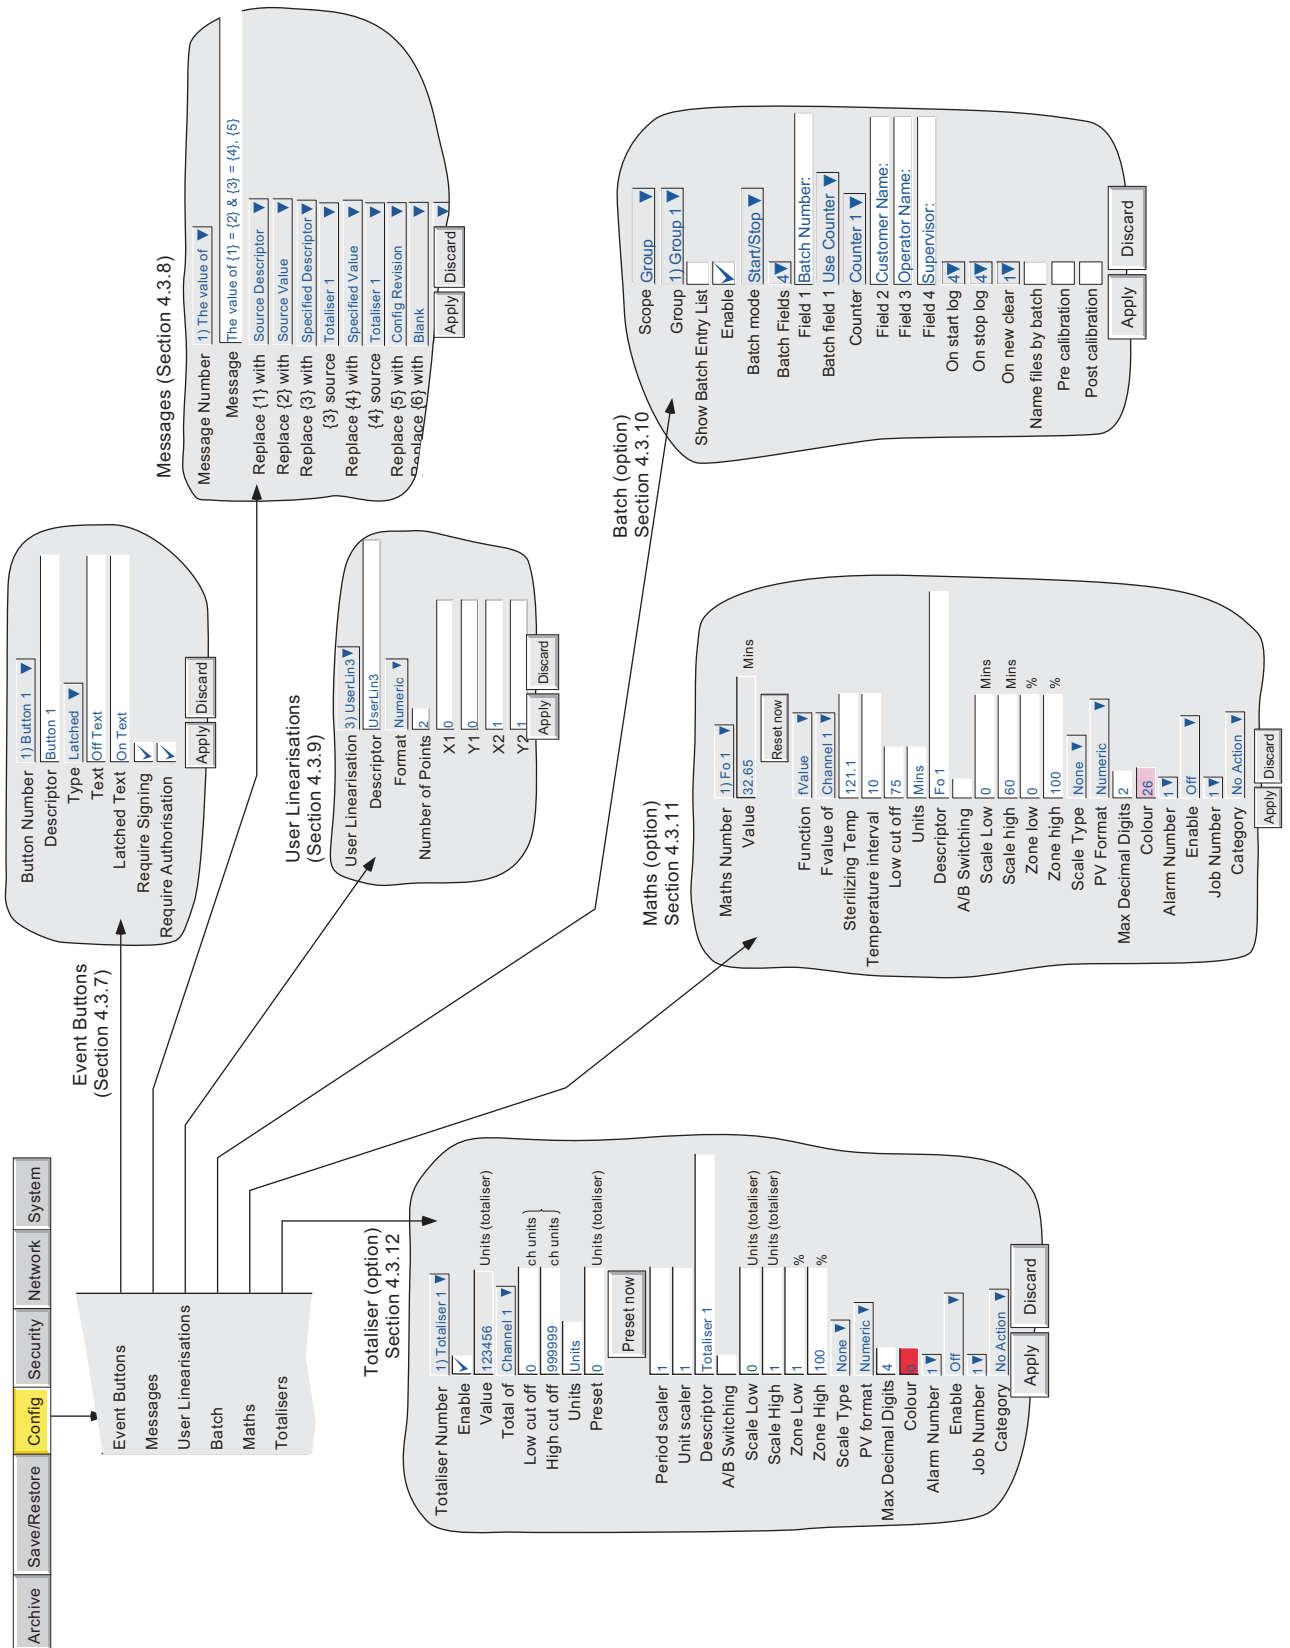 Archive
Save/Restore
Config
Security
Network
System
Event Buttons
Messages
User Linearisations
Batch
Maths
Totalisers
Event Buttons
(Section 4.3.7)
Button Number 1) Button 1
Descriptor Button 1
Type Latched
Text Off Text
Latched Text On Text
Require Signing
Require Authorisation
Apply Discard
Messages (Section 4.3.8)
Message Number 1) The value of
Message The value of {1} = {2} & {3} = {4}, {5}
Replace {1} with Source Descriptor
Replace {2} with Source Value
Replace {3} with Specified Descriptor
{3} source Totaliser 1
Replace {4} with Specified Value
{4} source Totaliser 1
Replace {5} with Config Revision
Replace {6} with Blank
Apply Discard
User Linearisations
(Section 4.3.9)
User Linearisation 3) UserLin3
Descriptor UserLin3
Format Numeric
Number of Points 2
X1 0
Y1 0
X2 1
Y2 1
Apply Discard
Batch (option)
Section 4.3.10
Scope Group
Group 1) Group 1
Show Batch Entry List
Enable
Batch mode Start/Stop
Batch Fields 4
Field 1 Batch Number:
Batch field 1 Use Counter
Counter Counter 1
Field 2 Customer Name:
Field 3 Operator Name:
Field 4 Supervisor:
On start log 4
On stop log 4
On new clear 1
Name files by batch
Pre calibration
Post calibration
Apply Discard
Maths (option)
Section 4.3.11
Maths Number 1) Fo 1
Value 32.65 Mins
Reset now
Function fValue
Fvalue of Channel 1
Sterilizing Temp 121.1
Temperature interval 10
Low cut off 75
Units Mins
Descriptor Fo 1
A/B Switching
Scale Low 0 Mins
Scale high 60 Mins
Zone low 0 %
Zone high 100 %
Scale Type None
PV Format Numeric
Max Decimal Digits 2
Colour 26
Alarm Number 1
Enable Off
Job Number 1
Category No Action
Apply Discard
Totaliser (option)
Section 4.3.12
Totaliser Number 1) Totaliser 1
Enable
Value 123456 Units (totaliser)
Total of Channel 1
Low cut off 0 ch units
High cut off 999999 ch units
Units Units
Preset 0 Units (totaliser)
Preset now
Period scaler 1
Unit scaler 1
Descriptor Totaliser 1
A/B Switching
Scale Low 0 Units (totaliser)
Scale High 1 Units (totaliser)
Zone Low 1 %
Zone High 100 %
Scale Type None
PV format Numeric
Max Decimal Digits 4
Colour 0
Alarm Number 1
Enable Off
Job Number 1
Category No Action
Apply Discard